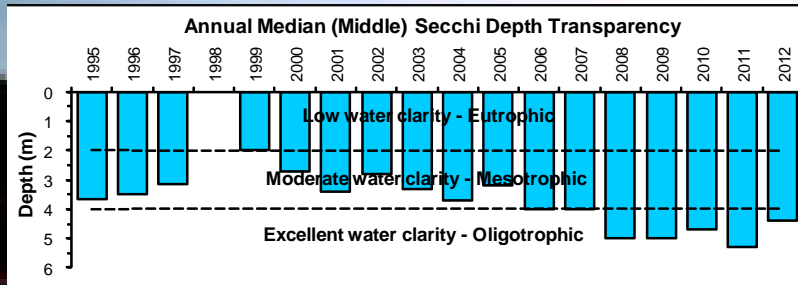 Annual Median (Middle) Secchi Depth Transparency
1995 1996 1997 1998 1999 2000 2001 2002 2003 2004 2005 2006 2007 2008 2009 2010 2011 2012
Depth (m)
0
Low water clarity - Eutrophic
1
2
Moderate water clarity - Mesotrophic
3
4
Excellent water clarity - Oligotrophic
5
6